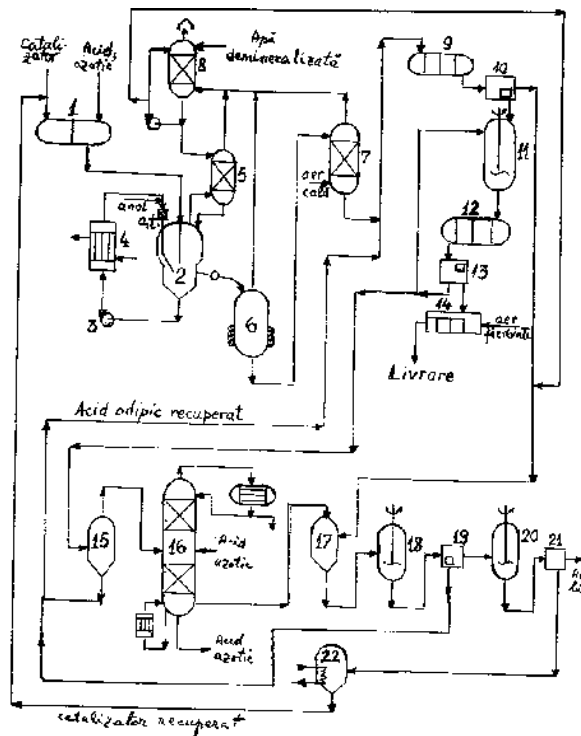 Catali-
zator
Acid
azotic
Apă
demineralizată
1
8
9
10
11
5
7
aer
cald
anol
12
4
2
13
6
14
3
aer
fierbinte
Livrare
Acid adipic recuperat
15
16
Acid
azotic
17
18
19
20
21
Acid
azotic
22
catalizator recuperat